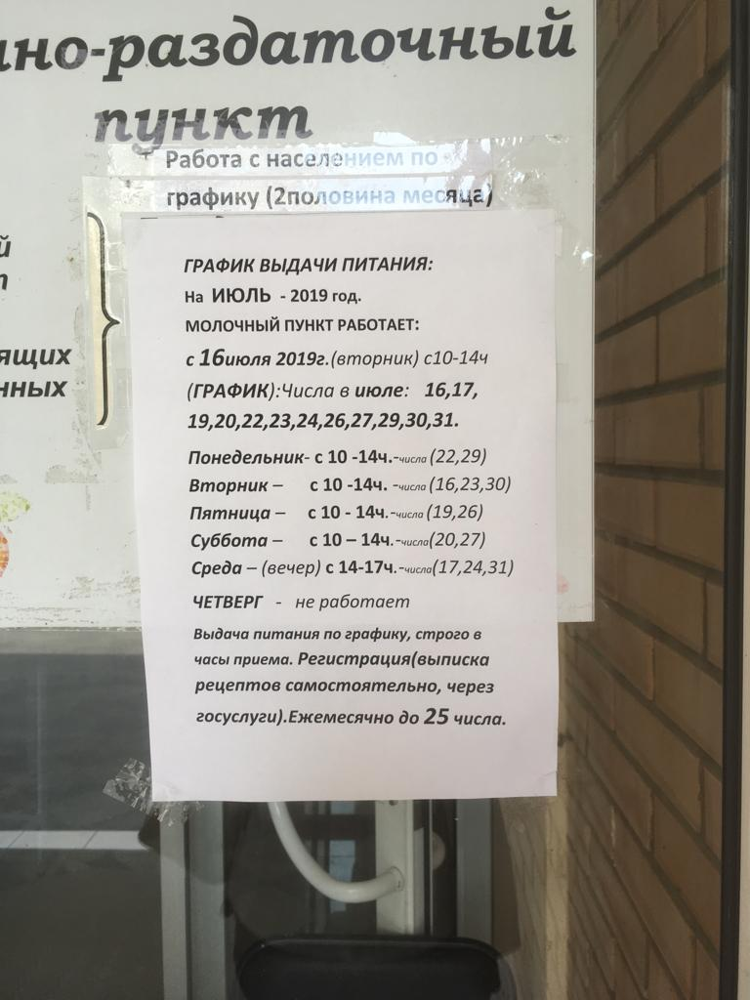 но-раздаточный
пункт
Работа с населением по
графику (2половина месяца)
й
т
ящих
нных
ГРАФИК ВЫДАЧИ ПИТАНИЯ:
На ИЮЛЬ - 2019 год.
МОЛОЧНЫЙ ПУНКТ РАБОТАЕТ:
с 16июля 2019г.(вторник) с10-14ч
(ГРАФИК):Числа в июле: 16,17,
19,20,22,23,24,26,27,29,30,31.
Понедельник- с 10 -14ч.-числа (22,29)
Вторник – с 10 -14ч. -числа (16,23,30)
Пятница – с 10 - 14ч.-числа (19,26)
Суббота – с 10 – 14ч.-числа(20,27)
Среда – (вечер) с 14-17ч.-числа(17,24,31)
ЧЕТВЕРГ - не работает
Выдача питания по графику, строго в
часы приема. Регистрация(выписка
рецептов самостоятельно, через
госуслуги).Ежемесячно до 25 числа.